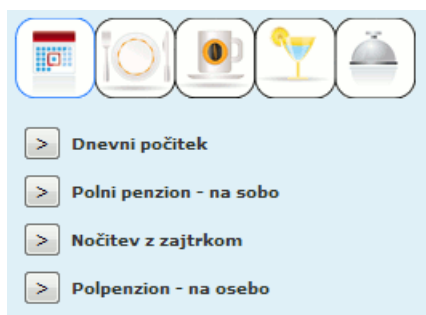 > Dnevni počitek
> Polni penzion - na sobo
> Nočitev z zajtrkom
> Polpenzion - na osebo